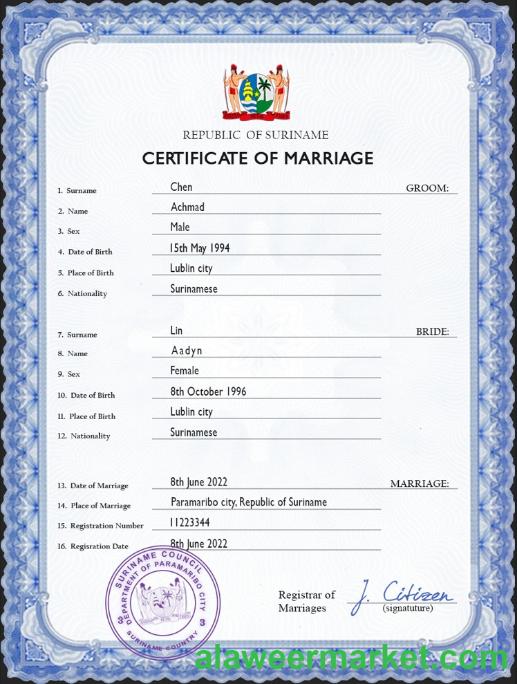 REPUBLIC OF SURINAME
CERTIFICATE OF MARRIAGE
1. Surname Chen GROOM:
2. Name Achmad
3. Sex Male
4. Date of Birth 15th May 1994
5. Place of Birth Lublin city
6. Nationality Surinamese
7. Surname Lin BRIDE:
8. Name Aadyn
9. Sex Female
10. Date of Birth 8th October 1996
11. Place of Birth Lublin city
12. Nationality Surinamese
13. Date of Marriage 8th June 2022 MARRIAGE:
14. Place of Marriage Paramaribo city, Republic of Suriname
15. Registration Number 11223344
16. Regisration Date 8th June 2022
SURINAME COUNCIL
DEPARTMENT OF PARAMARIBO CITY
3 3
SURINAME COUNTRY
Registrar of
Marriages
J. Citizen
(signatuture)
alaweermarket.com